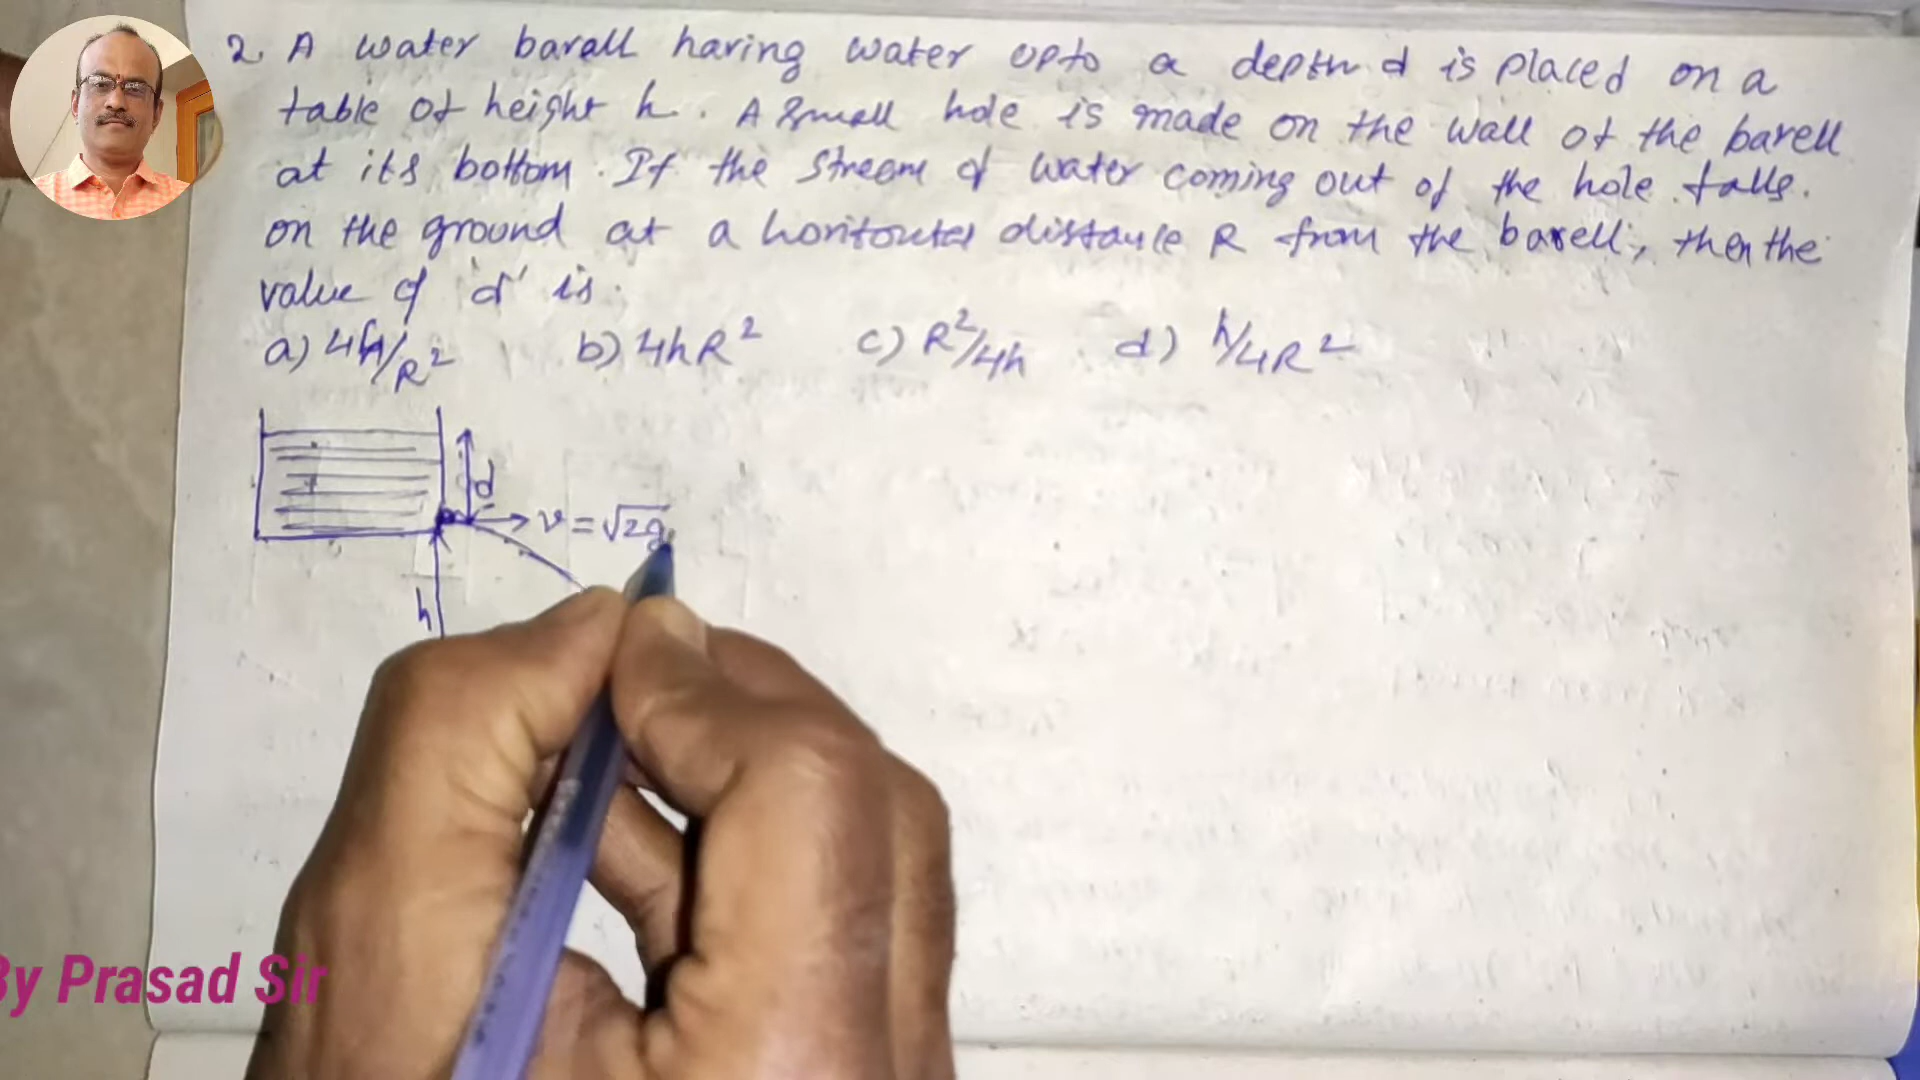 2. A water barall having water upto a depth d is placed on a
table of height h. A small hole is made on the wall of the barell
at its bottom. If the stream of water coming out of the hole falls.
on the ground at a horizontal distance R from the barell, then the
value of 'd' is.
a) 4h/R² b) 4hR² c) R²/4h d) h/4R²
d
v = √2g
h
By Prasad Sir